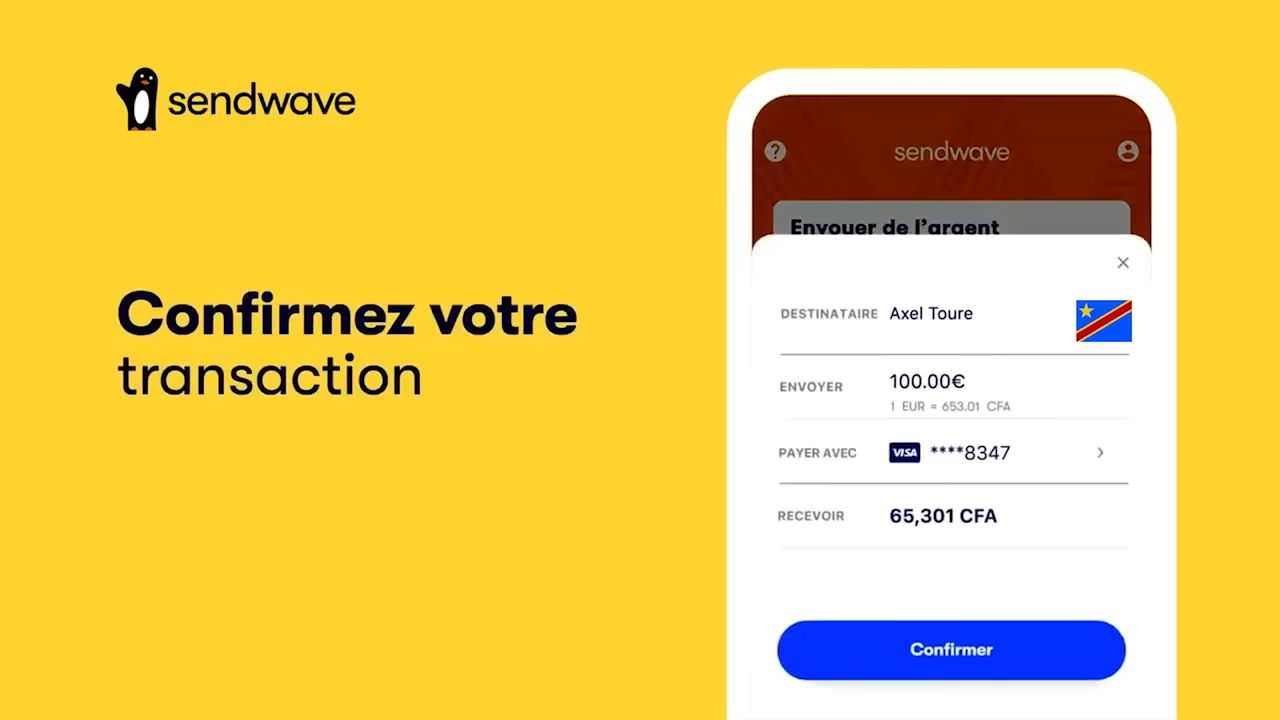 sendwave
Confirmez votre
transaction
?
sendwave
Envoyer de l'argent
DESTINATAIRE Axel Toure
ENVOYER 100.00€
1 EUR = 653.01 CFA
PAYER AVEC VISA ****8347
RECEVOIR 65,301 CFA
Confirmer